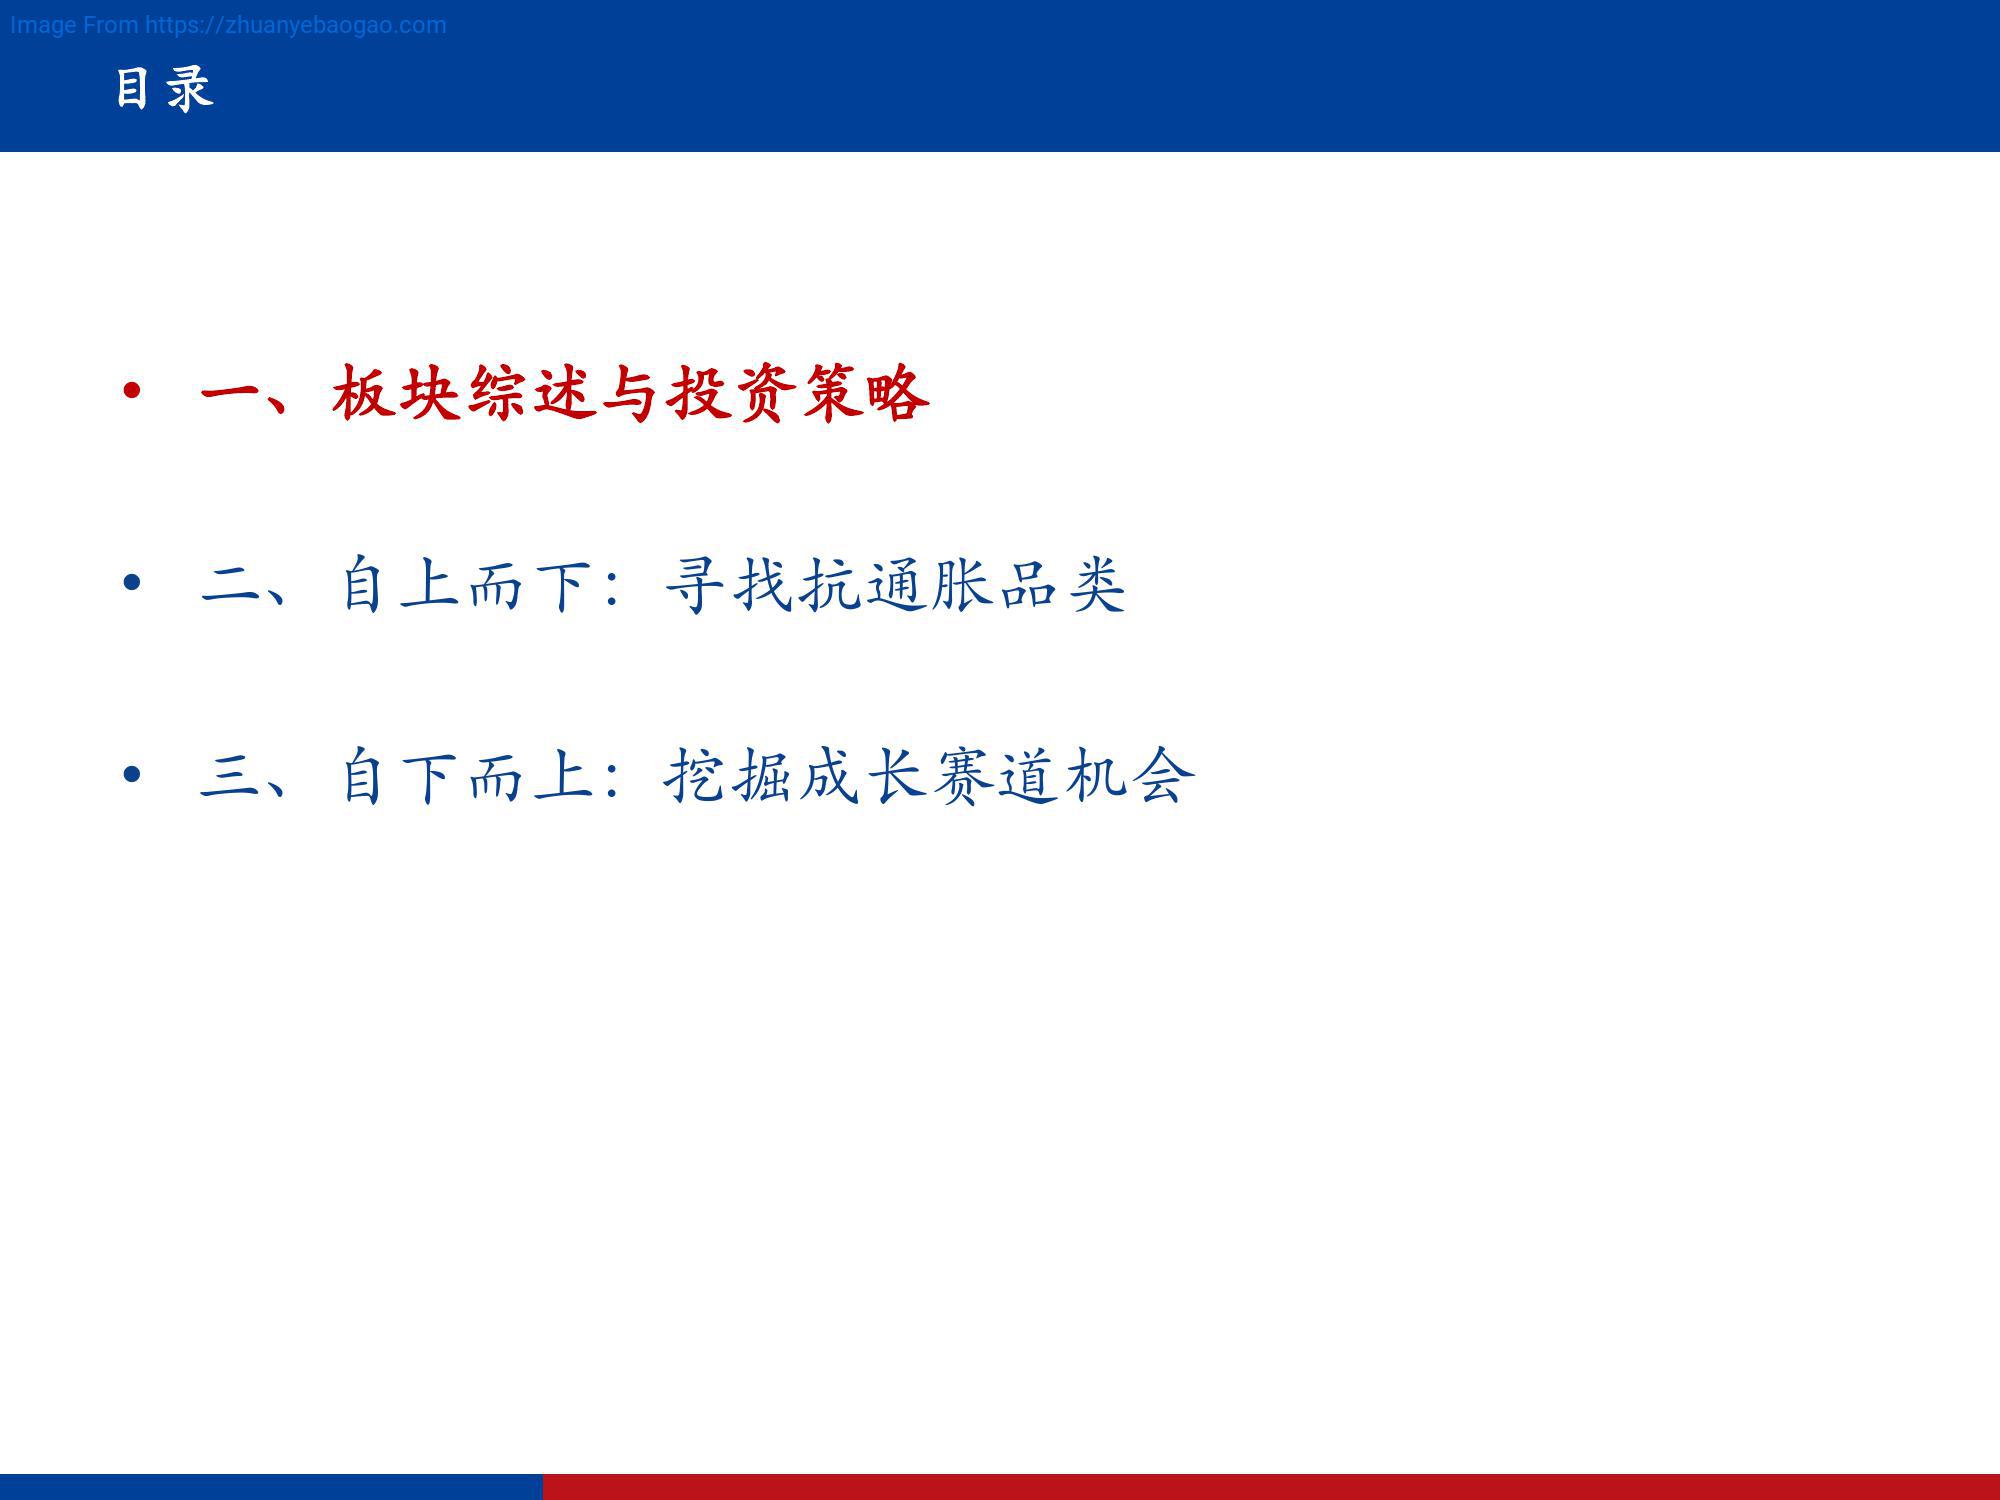 Image From https://zhuanyebaogao.com
目录
• 一、板块综述与投资策略
• 二、自上而下：寻找抗通胀品类
• 三、自下而上：挖掘成长赛道机会